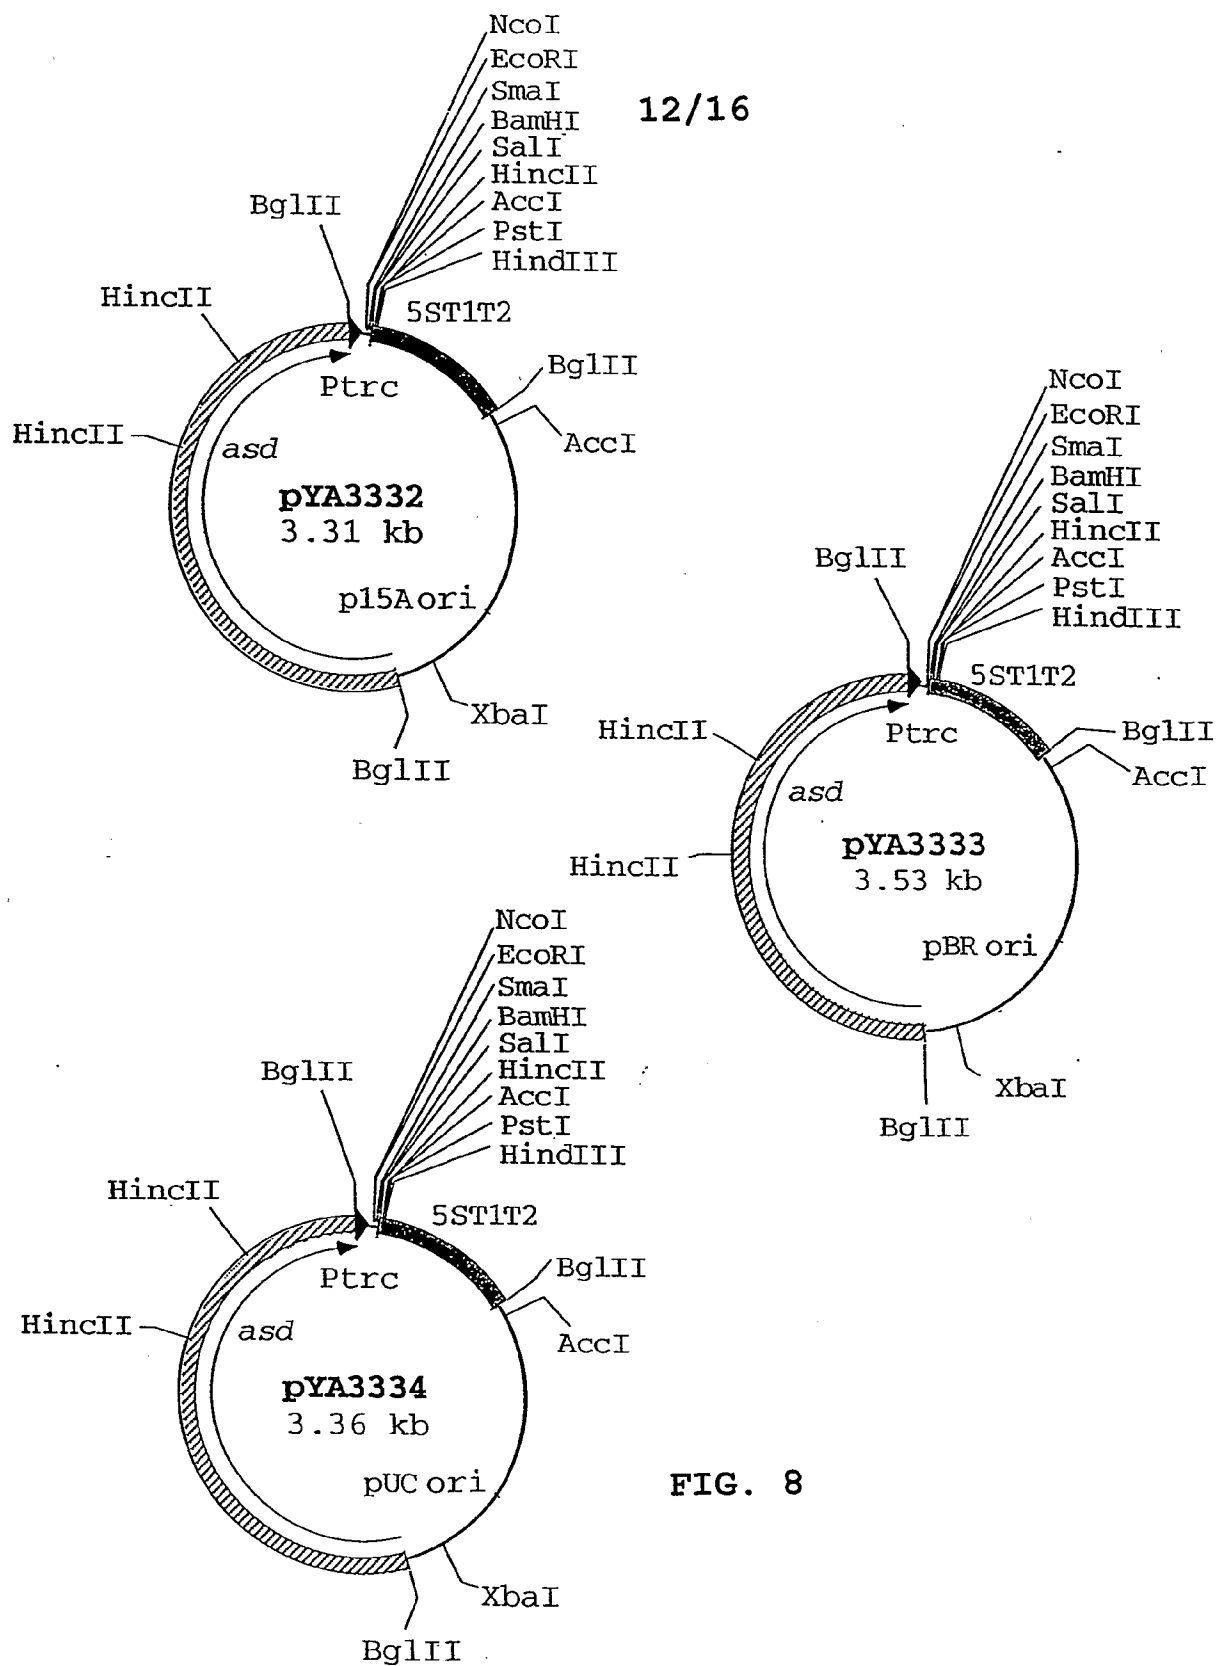 12/16
NcoI
EcoRI
SmaI
BamHI
SalI
HincII
AccI
PstI
HindIII
BglII
HincII
5ST1T2
BglII
Ptrc
AccI
HincII
asd
pYA3332
3.31 kb
p15A ori
XbaI
BglII
NcoI
EcoRI
SmaI
BamHI
SalI
HincII
AccI
PstI
HindIII
BglII
5ST1T2
HincII
Ptrc
BglII
AccI
asd
pYA3333
3.53 kb
HincII
pBR ori
XbaI
BglII
NcoI
EcoRI
SmaI
BamHI
SalI
HincII
AccI
PstI
HindIII
BglII
HincII
5ST1T2
BglII
Ptrc
HincII
asd
AccI
pYA3334
3.36 kb
pUC ori
XbaI
BglII
FIG. 8